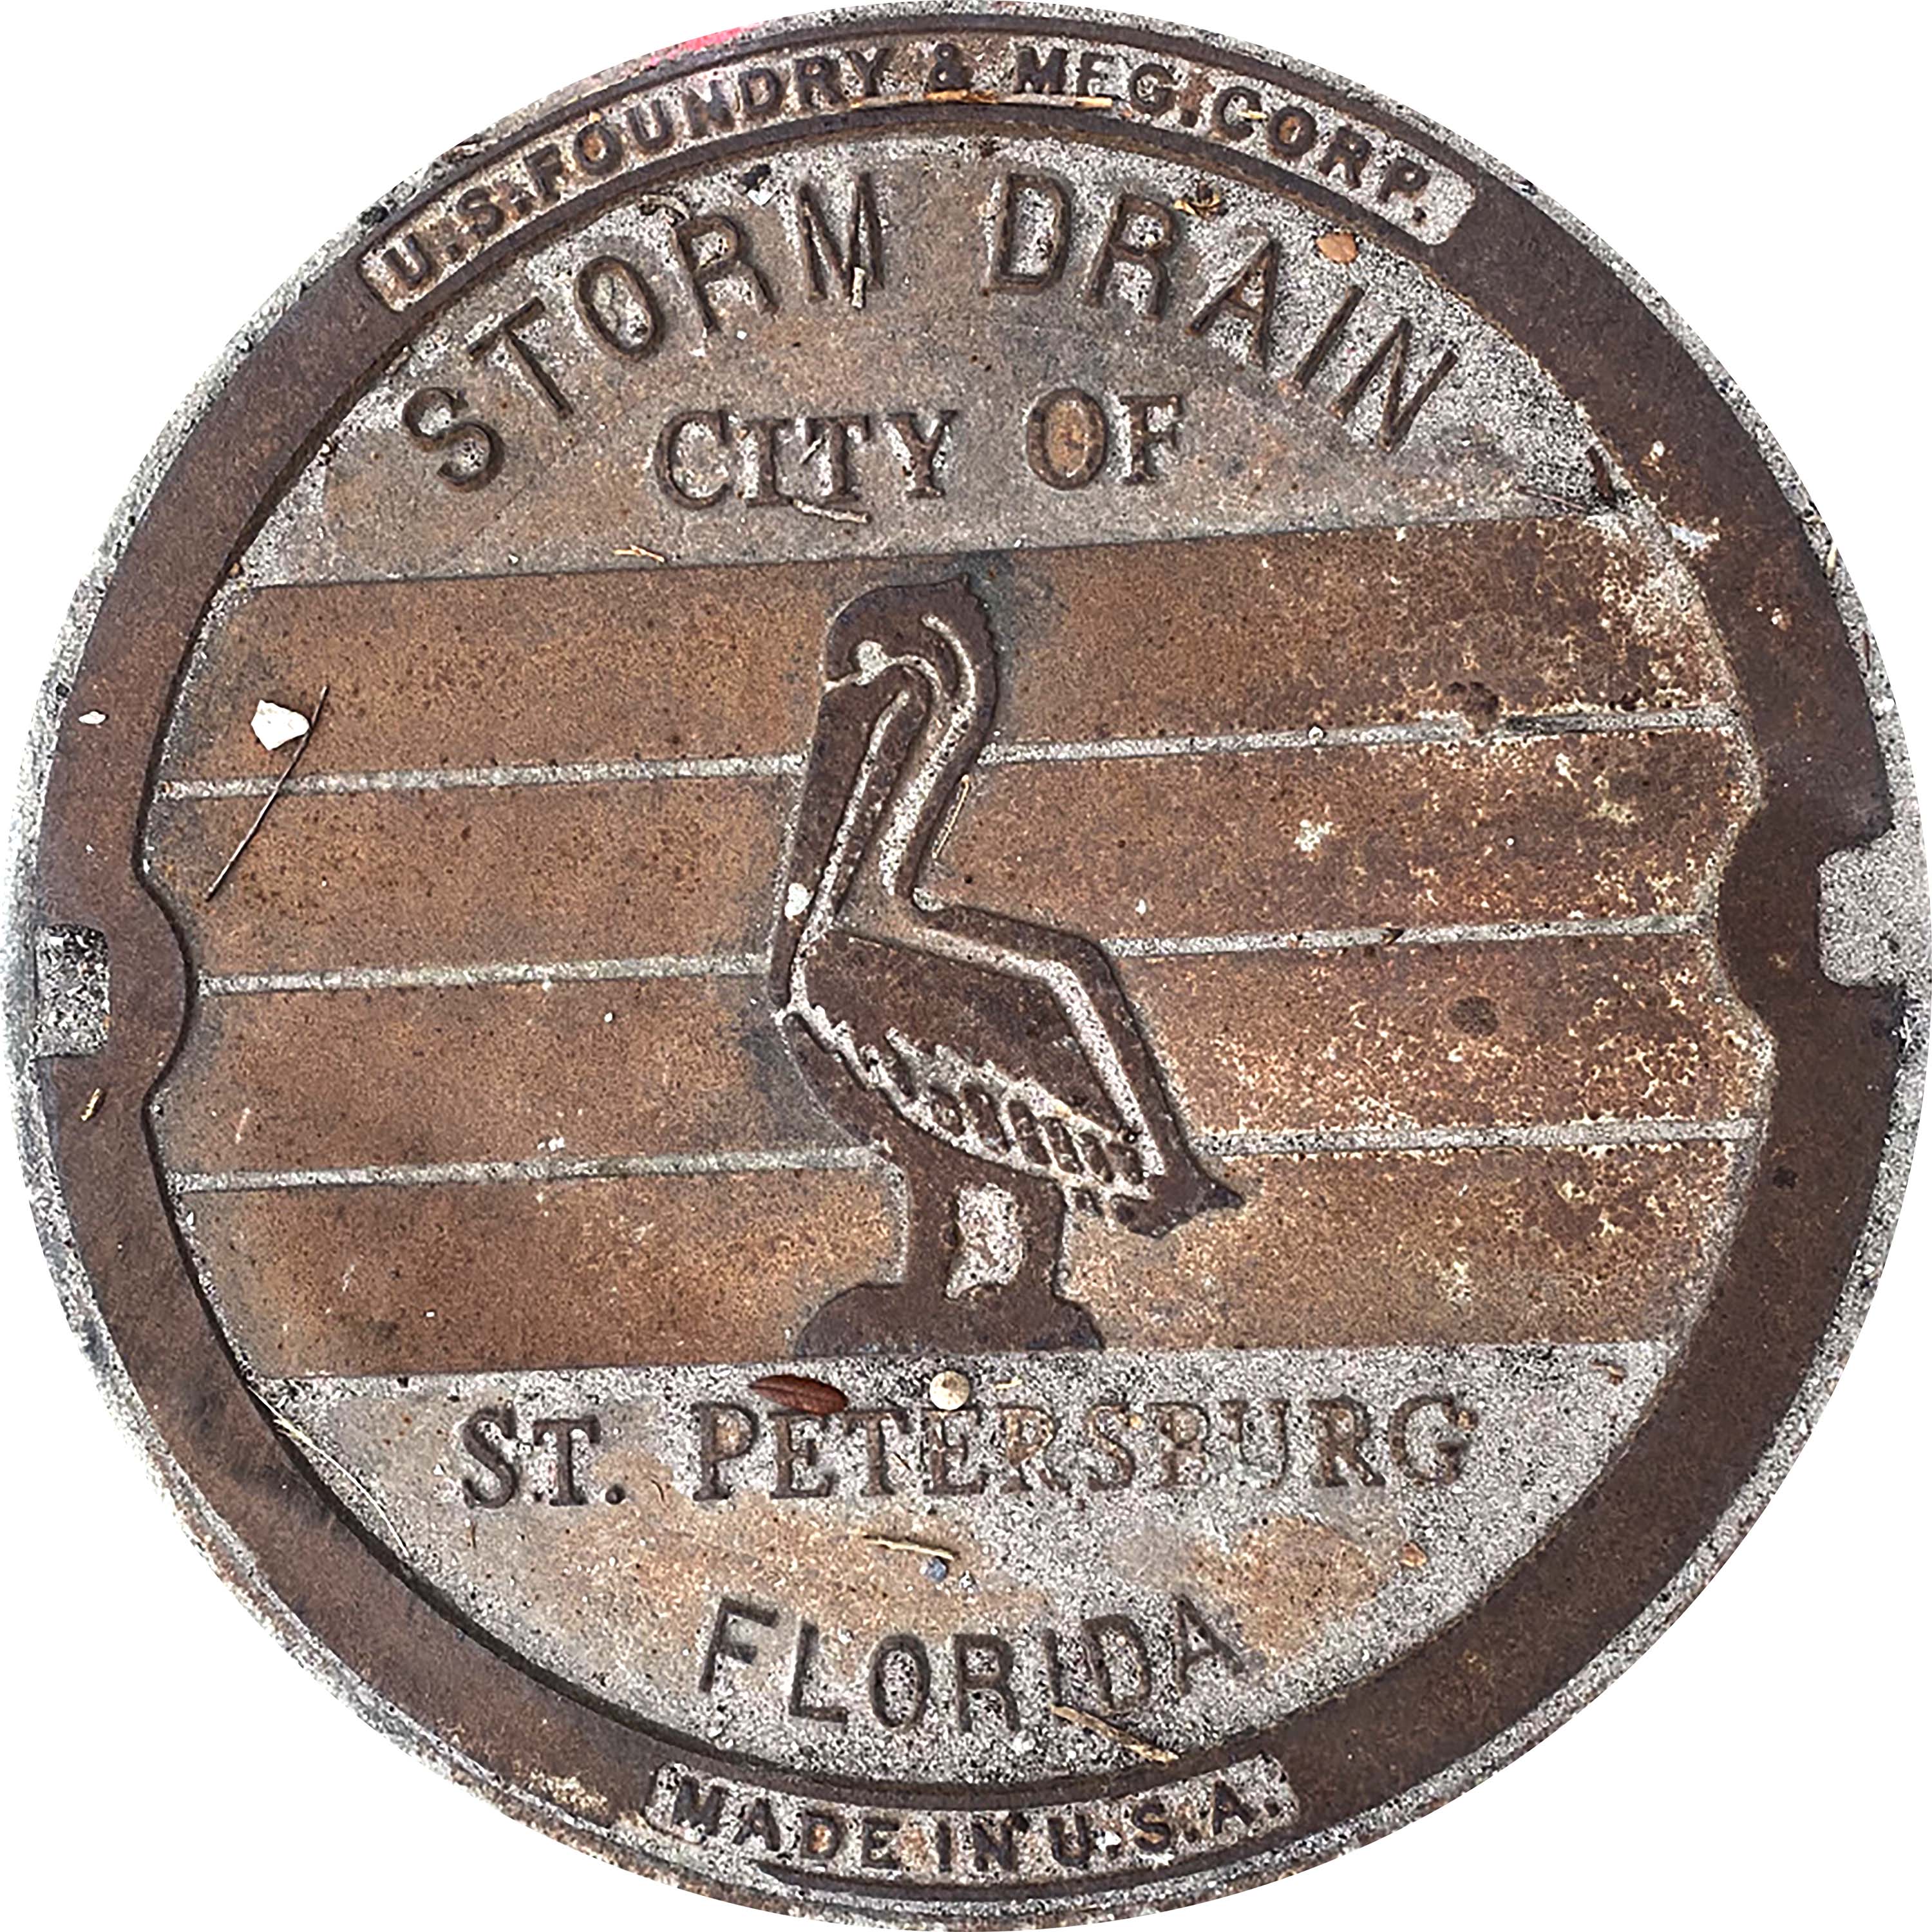 U.S. FOUNDRY & MFG. CORP.
STORM DRAIN
CITY OF
ST. PETERSBURG
FLORIDA
MADE IN U.S.A.